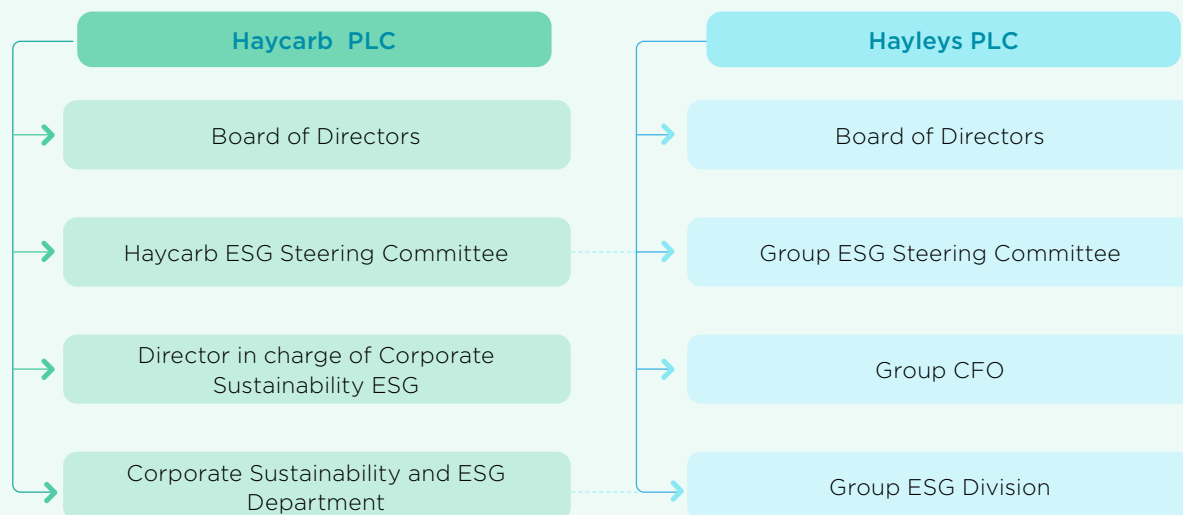 Haycarb PLC
Board of Directors
Haycarb ESG Steering Committee
Director in charge of Corporate
Sustainability ESG
Corporate Sustainability and ESG
Department
Hayleys PLC
Board of Directors
Group ESG Steering Committee
Group CFO
Group ESG Division